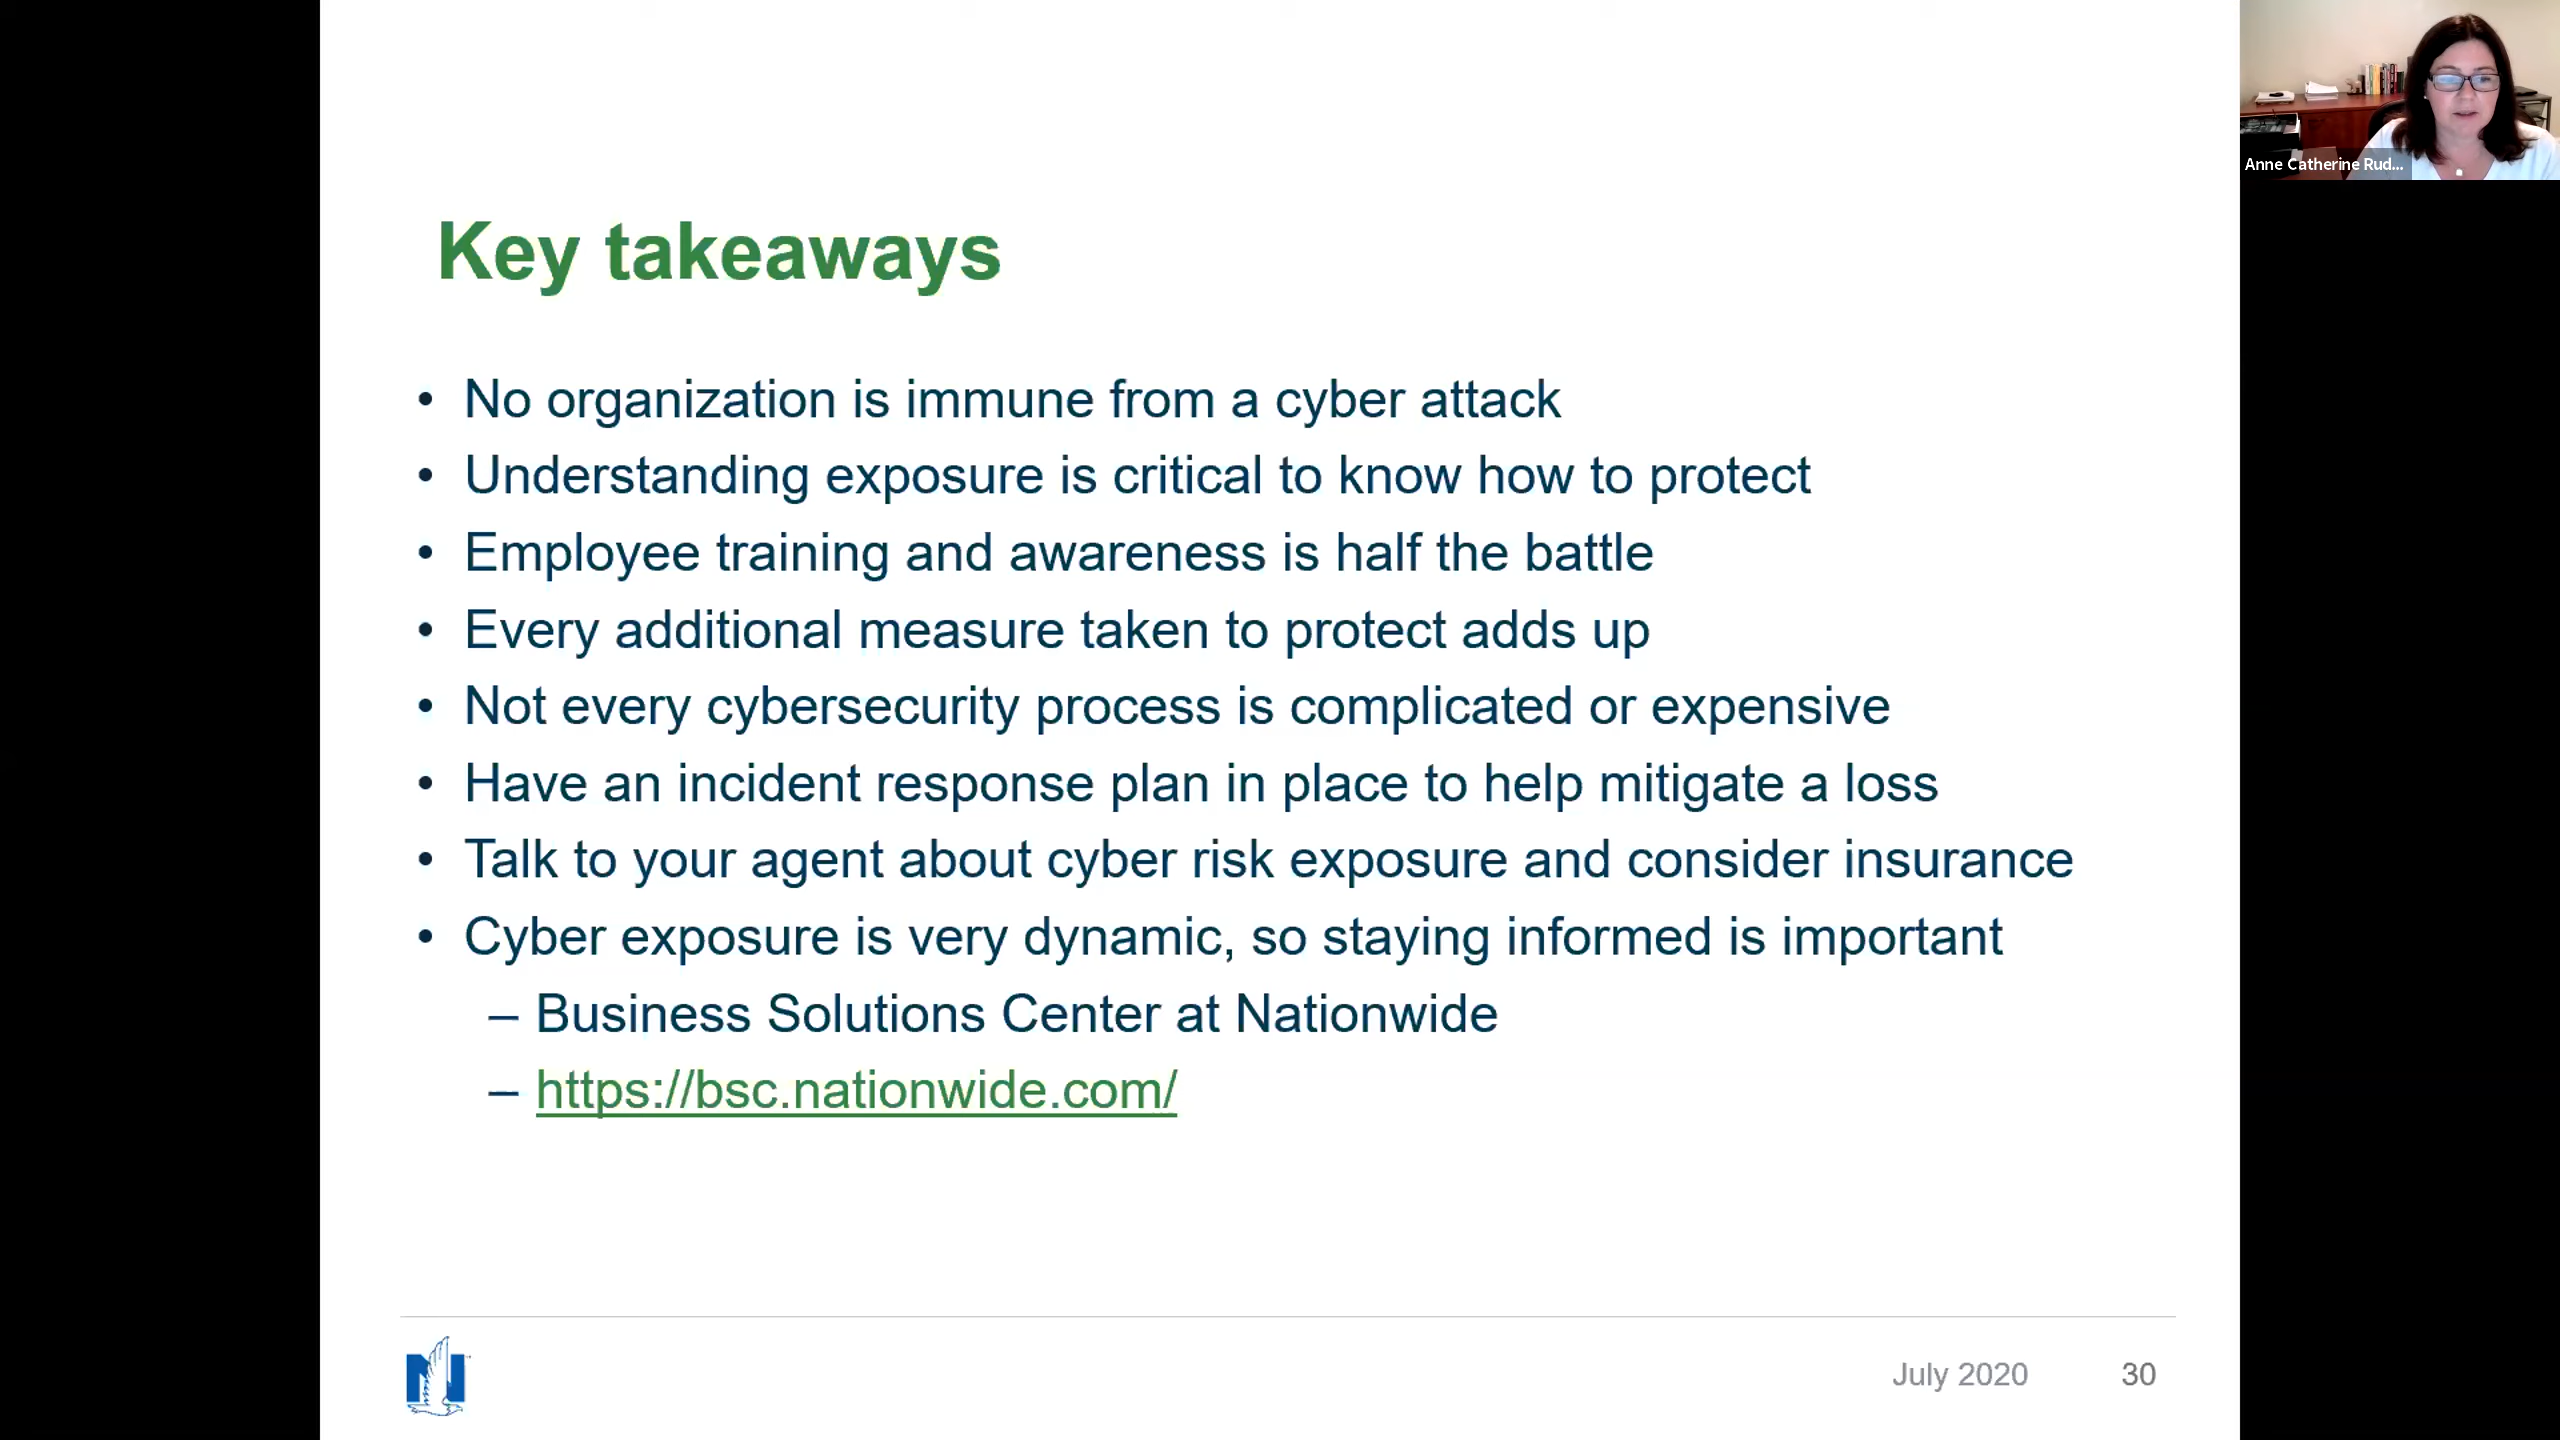 Anne Catherine Rud...
Key takeaways
• No organization is immune from a cyber attack
• Understanding exposure is critical to know how to protect
• Employee training and awareness is half the battle
• Every additional measure taken to protect adds up
• Not every cybersecurity process is complicated or expensive
• Have an incident response plan in place to help mitigate a loss
• Talk to your agent about cyber risk exposure and consider insurance
• Cyber exposure is very dynamic, so staying informed is important
– Business Solutions Center at Nationwide
– https://bsc.nationwide.com/
N
July 2020 30